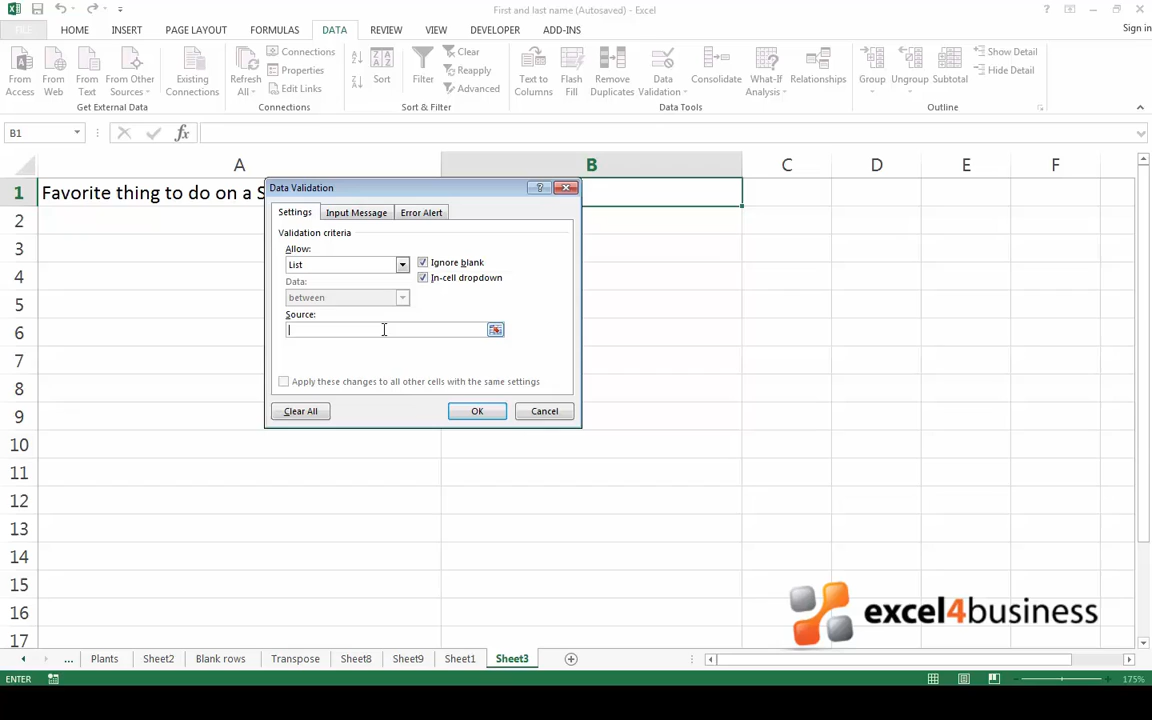 First and last name (Autosaved) - Excel
Sign in
FILE HOME INSERT PAGE LAYOUT FORMULAS DATA REVIEW VIEW DEVELOPER ADD-INS
From Access
From Web
From Text
From Other Sources
Existing Connections
Get External Data
Refresh All
Connections
Properties
Edit Links
Connections
Sort
Filter
Clear
Reapply
Advanced
Sort & Filter
Text to Columns
Flash Fill
Remove Duplicates
Data Validation
Consolidate
What-If Analysis
Relationships
Data Tools
Group
Ungroup
Subtotal
Show Detail
Hide Detail
Outline
B1
fx
A B C D E F
1 Favorite thing to do on a S
2
3
4
5
6
7
8
9
10
11
12
13
14
15
16
17
Data Validation
?
Settings Input Message Error Alert
Validation criteria
Allow:
List
Ignore blank
In-cell dropdown
Data:
between
Source:
Apply these changes to all other cells with the same settings
Clear All OK Cancel
excel4business
... Plants Sheet2 Blank rows Transpose Sheet8 Sheet9 Sheet1 Sheet3
ENTER
175%